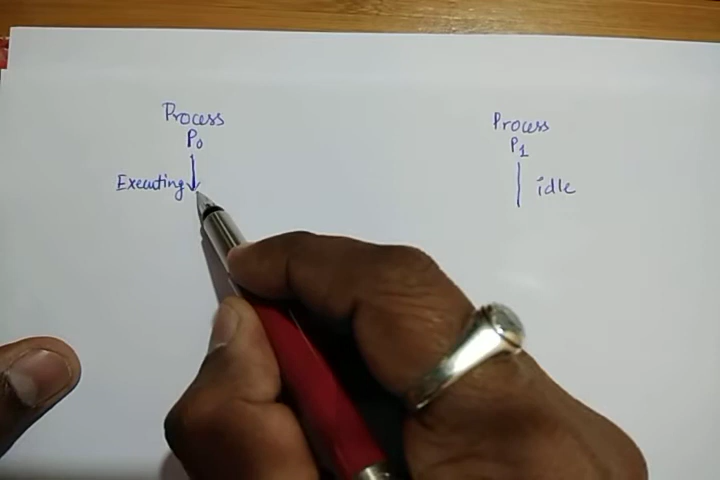 Process
P0
Executing
Process
P1
idle